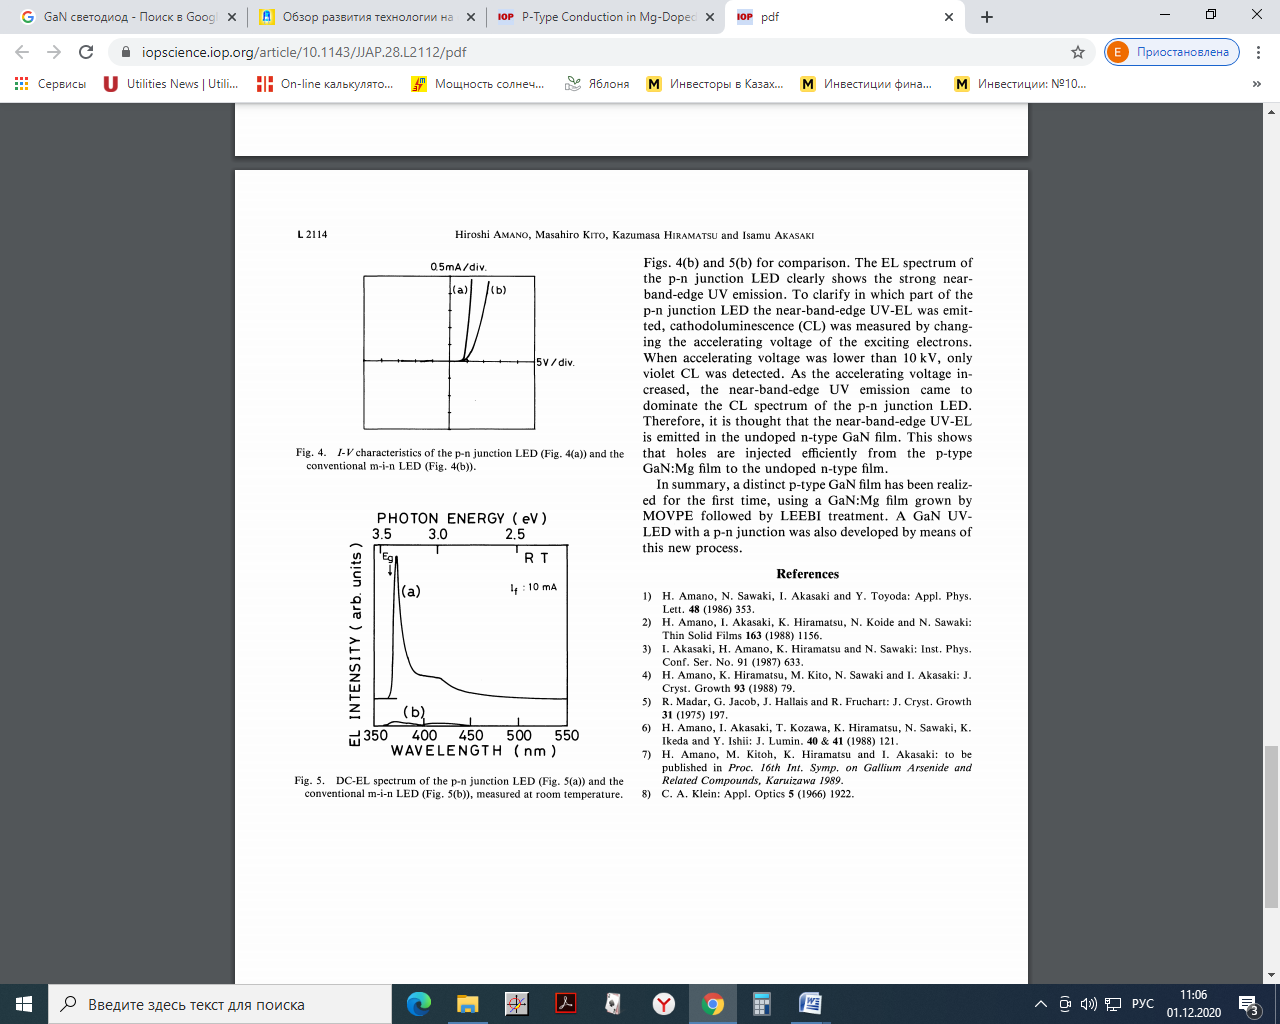 GaN светодиод - Поиск в Goog
Обзор развития технологии на
IOP P-Type Conduction in Mg-Doped
IOP pdf
iopscience.iop.org/article/10.1143/JJAP.28.L2112/pdf
E Приостановлена
Сервисы
Utilities News | Utili...
On-line калькулято...
Мощность солнеч...
Яблоня
Инвесторы в Казах...
Инвестиции фина...
Инвестиции: №10...
L 2114
Hiroshi AMANO, Masahiro KITO, Kazumasa HIRAMATSU and Isamu AKASAKI
0.5mA/div.
(a) (b)
5V/div.
Fig. 4. I-V characteristics of the p-n junction LED (Fig. 4(a)) and the
conventional m-i-n LED (Fig. 4(b)).
PHOTON ENERGY (eV)
3.5 3.0 2.5
Eg
RT
(a)
If : 10 mA
(b)
EL INTENSITY (arb. units)
350 400 450 500 550
WAVELENGTH (nm)
Fig. 5. DC-EL spectrum of the p-n junction LED (Fig. 5(a)) and the
conventional m-i-n LED (Fig. 5(b)), measured at room temperature.
Figs. 4(b) and 5(b) for comparison. The EL spectrum of
the p-n junction LED clearly shows the strong near-
band-edge UV emission. To clarify in which part of the
p-n junction LED the near-band-edge UV-EL was emit-
ted, cathodoluminescence (CL) was measured by chang-
ing the accelerating voltage of the exciting electrons.
When accelerating voltage was lower than 10 kV, only
violet CL was detected. As the accelerating voltage in-
creased, the near-band-edge UV emission came to
dominate the CL spectrum of the p-n junction LED.
Therefore, it is thought that the near-band-edge UV-EL
is emitted in the undoped n-type GaN film. This shows
that holes are injected efficiently from the p-type
GaN:Mg film to the undoped n-type film.
In summary, a distinct p-type GaN film has been realiz-
ed for the first time, using a GaN:Mg film grown by
MOVPE followed by LEEBI treatment. A GaN UV-
LED with a p-n junction was also developed by means of
this new process.
References
1) H. Amano, N. Sawaki, I. Akasaki and Y. Toyoda: Appl. Phys.
Lett. 48 (1986) 353.
2) H. Amano, I. Akasaki, K. Hiramatsu, N. Koide and N. Sawaki:
Thin Solid Films 163 (1988) 1156.
3) I. Akasaki, H. Amano, K. Hiramatsu and N. Sawaki: Inst. Phys.
Conf. Ser. No. 91 (1987) 633.
4) H. Amano, K. Hiramatsu, M. Kito, N. Sawaki and I. Akasaki: J.
Cryst. Growth 93 (1988) 79.
5) R. Madar, G. Jacob, J. Hallais and R. Fruchart: J. Cryst. Growth
31 (1975) 197.
6) H. Amano, I. Akasaki, T. Kozawa, K. Hiramatsu, N. Sawaki, K.
Ikeda and Y. Ishii: J. Lumin. 40 & 41 (1988) 121.
7) H. Amano, M. Kitoh, K. Hiramatsu and I. Akasaki: to be
published in Proc. 16th Int. Symp. on Gallium Arsenide and
Related Compounds, Karuizawa 1989.
8) C. A. Klein: Appl. Optics 5 (1966) 1922.
Введите здесь текст для поиска
РУС
11:06
01.12.2020
3